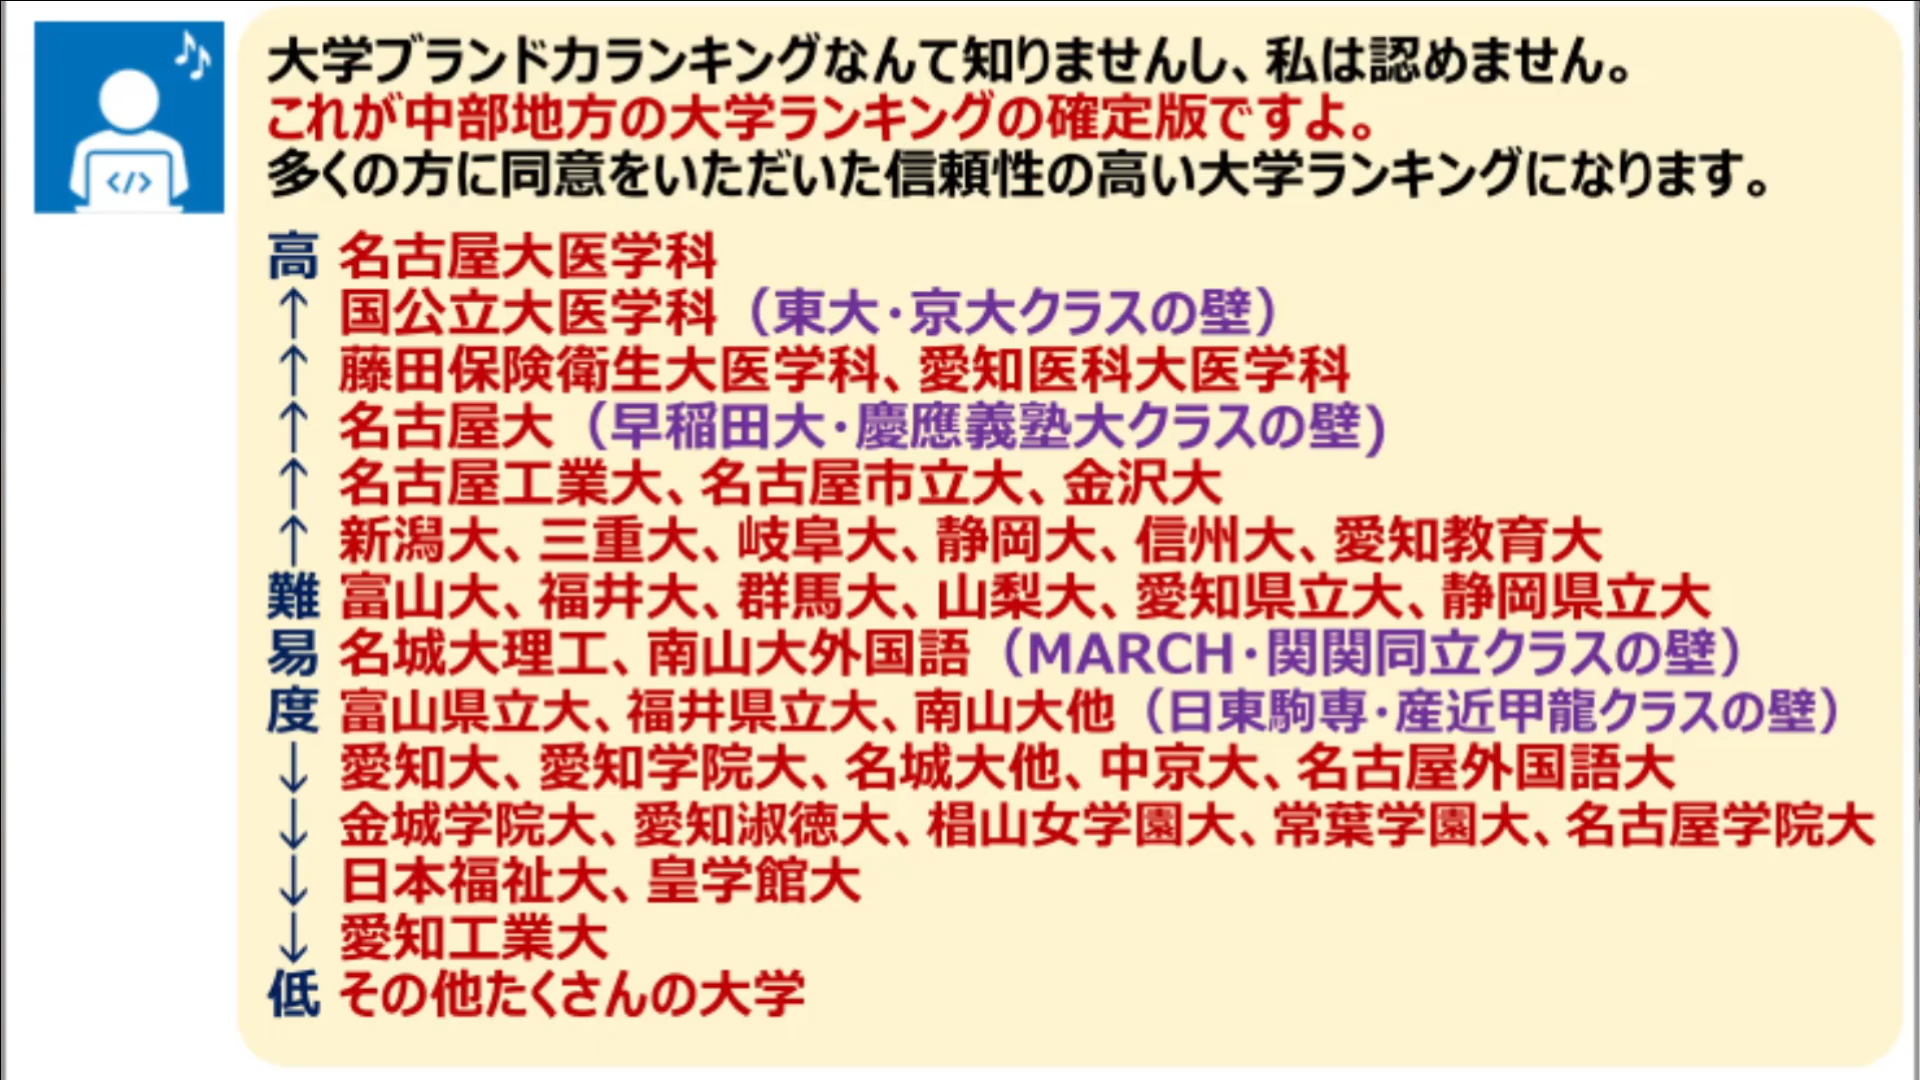 大学ブランド力ランキングなんて知りませんし、私は認めません。
これが中部地方の大学ランキングの確定版ですよ。
多くの方に同意をいただいた信頼性の高い大学ランキングになります。
高 名古屋大医学科
↑ 国公立大医学科（東大・京大クラスの壁）
↑ 藤田保険衛生大医学科、愛知医科大医学科
↑ 名古屋大（早稲田大・慶應義塾大クラスの壁)
↑ 名古屋工業大、名古屋市立大、金沢大
↑ 新潟大、三重大、岐阜大、静岡大、信州大、愛知教育大
難 富山大、福井大、群馬大、山梨大、愛知県立大、静岡県立大
易 名城大理工、南山大外国語（MARCH・関関同立クラスの壁）
度 富山県立大、福井県立大、南山大他（日東駒専・産近甲龍クラスの壁）
↓ 愛知大、愛知学院大、名城大他、中京大、名古屋外国語大
↓ 金城学院大、愛知淑徳大、椙山女学園大、常葉学園大、名古屋学院大
↓ 日本福祉大、皇学館大
↓ 愛知工業大
低 その他たくさんの大学